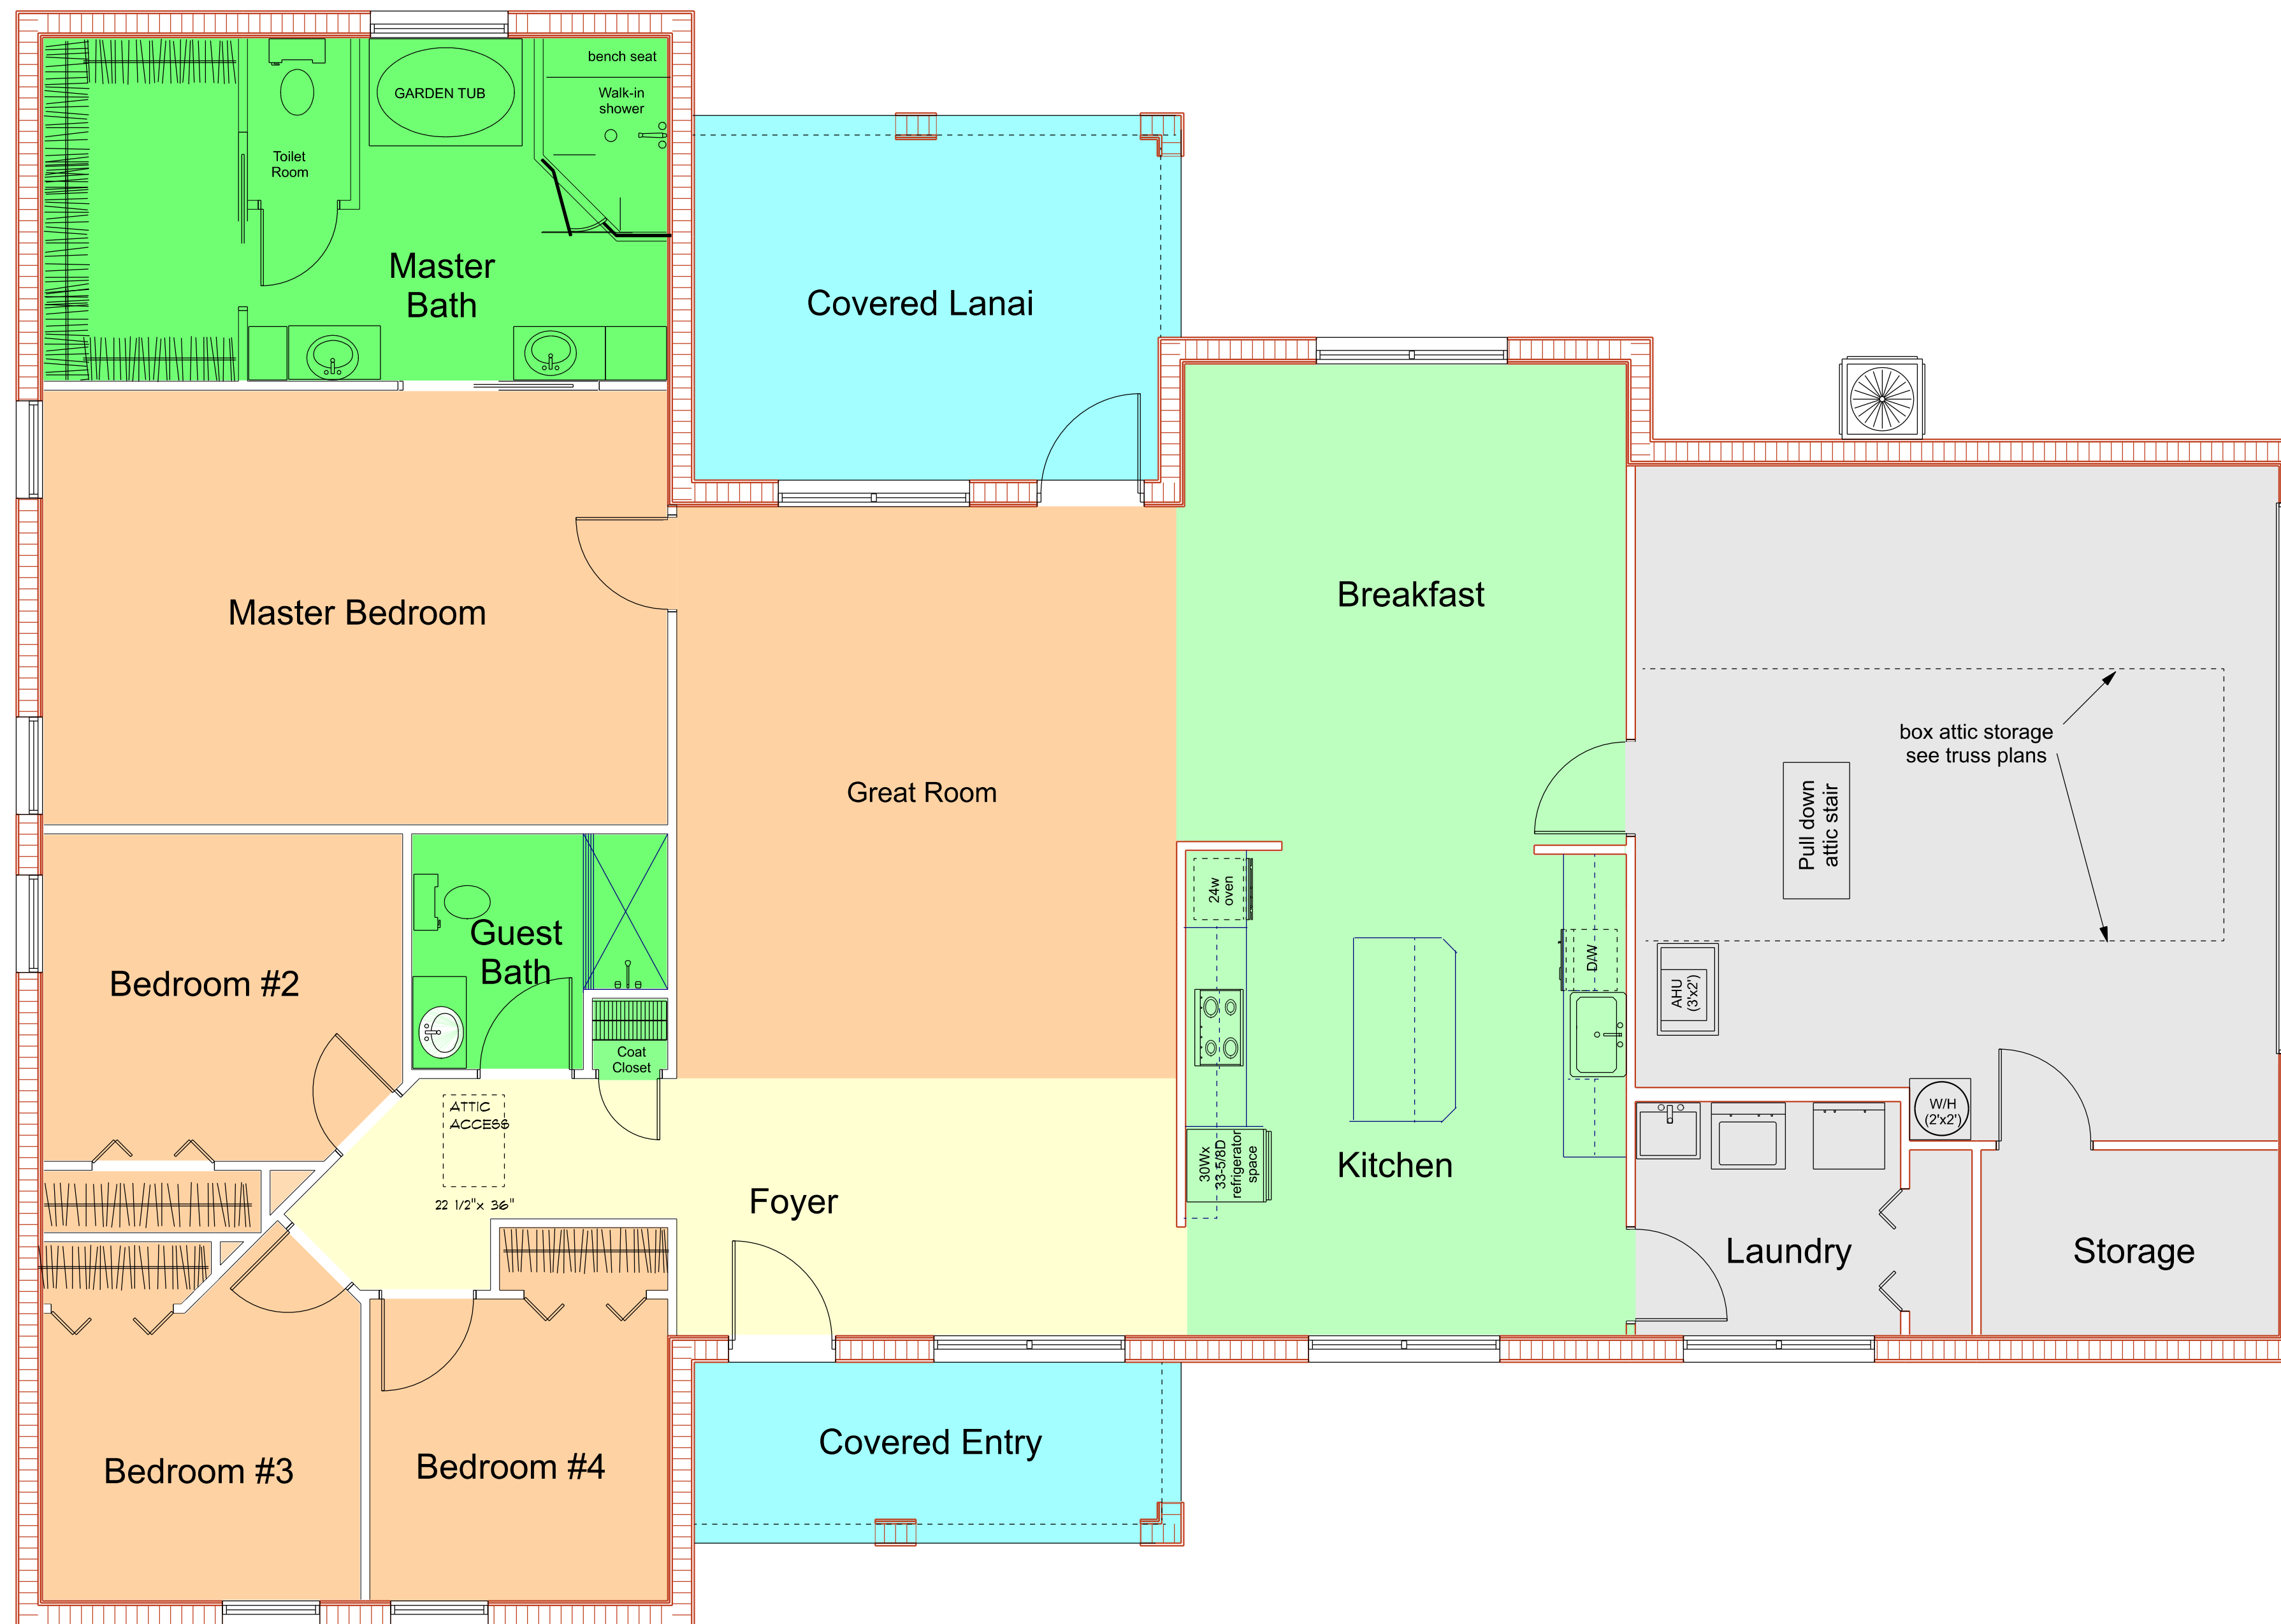 bench seat
Walk-in
shower
GARDEN TUB
Toilet
Room
Master
Bath
Covered Lanai
Master Bedroom
Breakfast
Great Room
box attic storage
see truss plans
Pull down
attic stair
24w
oven
Guest
Bath
D/W
Bedroom #2
AHU
(3'x2')
Coat
Closet
ATTIC
ACCESS
22 1/2"x 36"
W/H
(2'x2')
30Wx
33-5/8D
refrigerator
space
Kitchen
Foyer
Laundry
Storage
Covered Entry
Bedroom #3
Bedroom #4